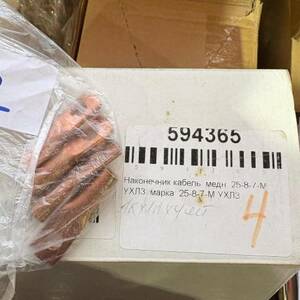 594365
Наконечник кабель. медн. 25-8-7-М
УХЛ3 марка: 25-8-7-М УХЛ3
4